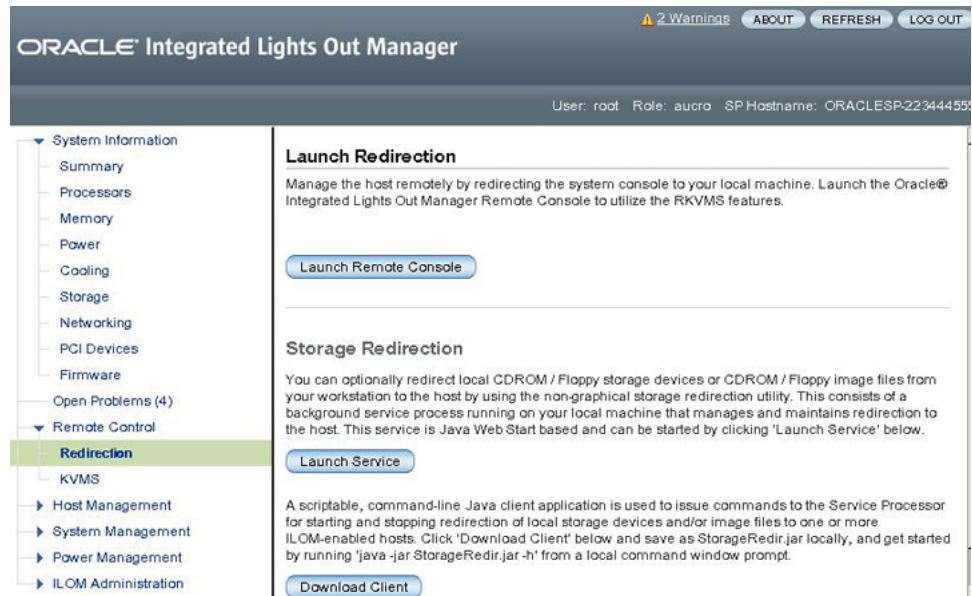 2 Warnings ABOUT REFRESH LOG OUT
ORACLE® Integrated Lights Out Manager
User: root Role: aucro SP Hostname: ORACLESP-223444555
System Information
Summary
Processors
Memory
Power
Cooling
Storage
Networking
PCI Devices
Firmware
Open Problems (4)
Remote Control
Redirection
KVMS
Host Management
System Management
Power Management
ILOM Administration
Launch Redirection
Manage the host remotely by redirecting the system console to your local machine. Launch the Oracle®
Integrated Lights Out Manager Remote Console to utilize the RKVMS features.
Launch Remote Console
Storage Redirection
You can optionally redirect local CDROM / Floppy storage devices or CDROM / Floppy image files from
your workstation to the host by using the non-graphical storage redirection utility. This consists of a
background service process running on your local machine that manages and maintains redirection to
the host. This service is Java Web Start based and can be started by clicking 'Launch Service' below.
Launch Service
A scriptable, command-line Java client application is used to issue commands to the Service Processor
for starting and stopping redirection of local storage devices and/or image files to one or more
ILOM-enabled hosts. Click 'Download Client' below and save as StorageRedir.jar locally, and get started
by running 'java -jar StorageRedir.jar -h' from a local command window prompt.
Download Client